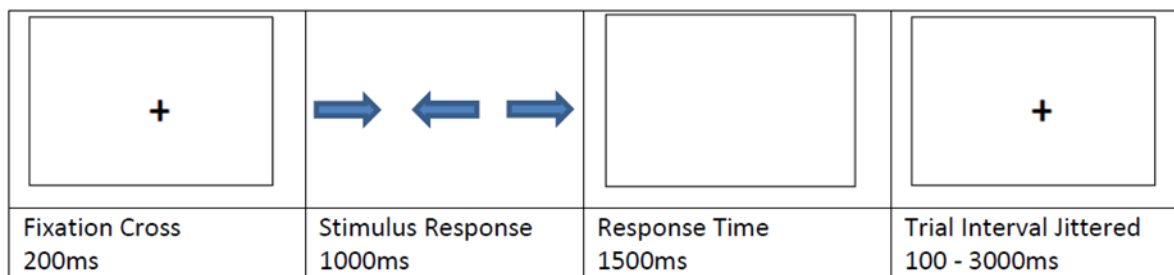 Fixation Cross
200ms
Stimulus Response
1000ms
Response Time
1500ms
Trial Interval Jittered
100 - 3000ms